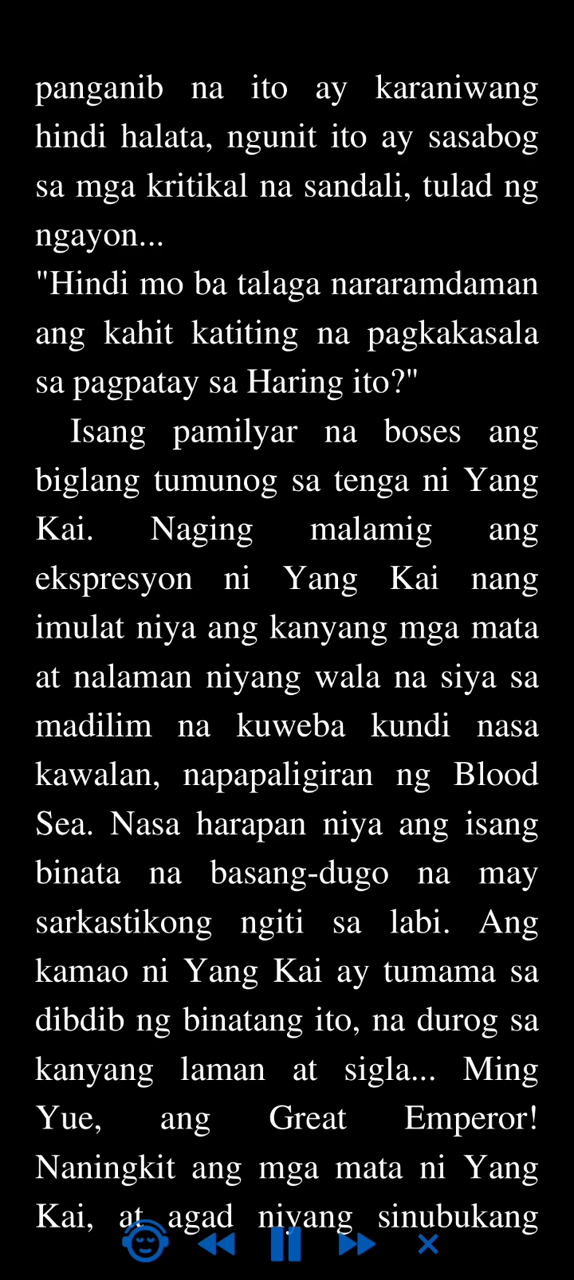 panganib na ito ay karaniwang
hindi halata, ngunit ito ay sasabog
sa mga kritikal na sandali, tulad ng
ngayon...
"Hindi mo ba talaga nararamdaman
ang kahit katiting na pagkakasala
sa pagpatay sa Haring ito?"
Isang pamilyar na boses ang
biglang tumunog sa tenga ni Yang
Kai. Naging malamig ang
ekspresyon ni Yang Kai nang
imulat niya ang kanyang mga mata
at nalaman niyang wala na siya sa
madilim na kuweba kundi nasa
kawalan, napapaligiran ng Blood
Sea. Nasa harapan niya ang isang
binata na basang-dugo na may
sarkastikong ngiti sa labi. Ang
kamao ni Yang Kai ay tumama sa
dibdib ng binatang ito, na durog sa
kanyang laman at sigla... Ming
Yue, ang Great Emperor!
Naningkit ang mga mata ni Yang
Kai, at agad niyang sinubukang